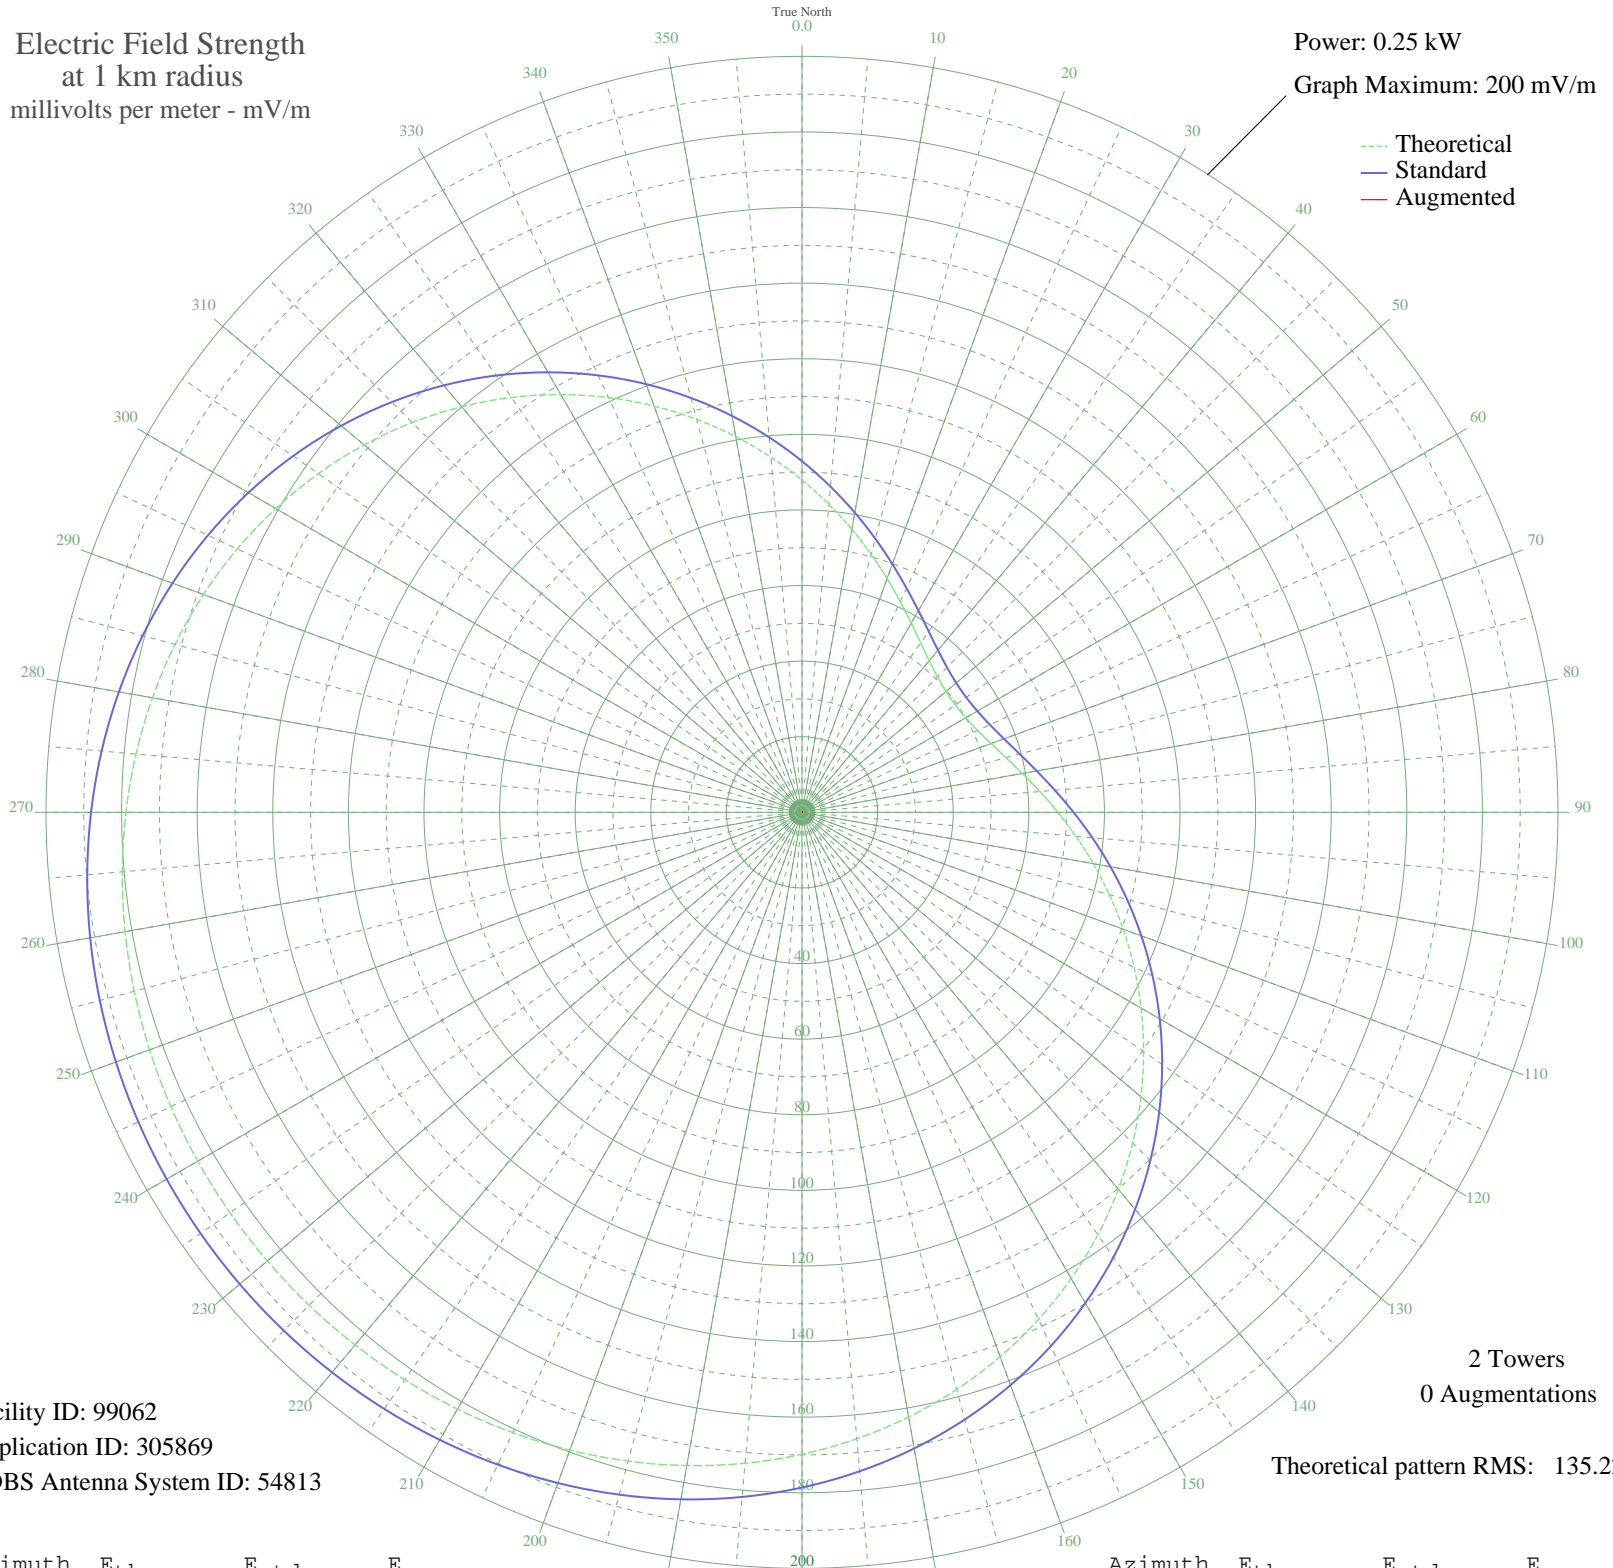 True North
0.0
Electric Field Strength
at 1 km radius
millivolts per meter - mV/m
Power: 0.25 kW
Graph Maximum: 200 mV/m
Theoretical
Standard
Augmented
350
10
340
20
330
30
320
40
310
50
300
60
290
70
280
80
270
90
260
100
250
110
240
120
230
130
220
140
210
150
200
160
40
60
80
100
120
140
160
180
200
2 Towers
0 Augmentations
cility ID: 99062
plication ID: 305869
DBS Antenna System ID: 54813
Theoretical pattern RMS: 135.2
imuth E E E
Azimuth E E E